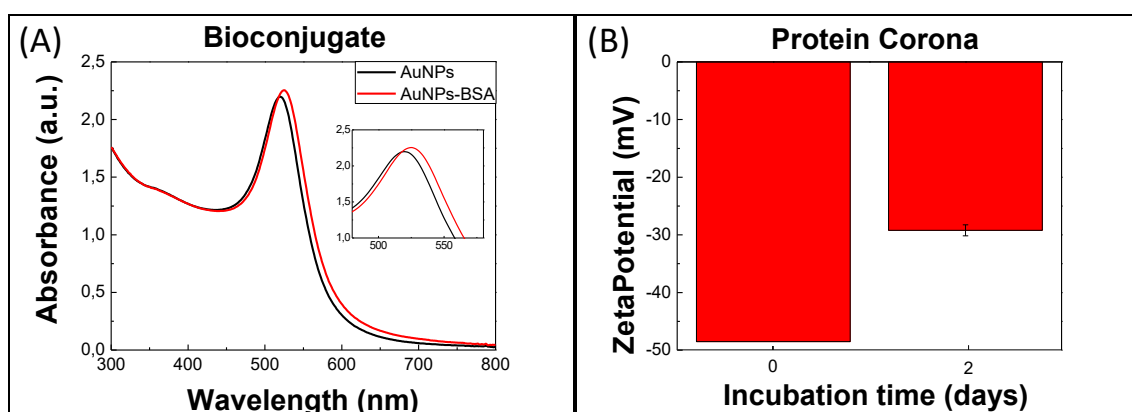 (A)
Bioconjugate
AuNPs
AuNPs-BSA
Absorbance (a.u.)
2,5
2,0
1,5
1,0
0,5
0,0
300
400
500
600
700
800
Wavelength (nm)
2,5
2,0
1,5
1,0
500
550
(B)
Protein Corona
ZetaPotential (mV)
0
-10
-20
-30
-40
-50
0
2
Incubation time (days)